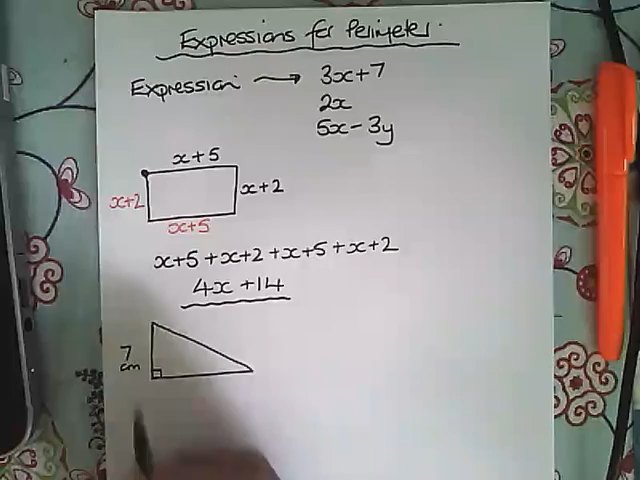 Expressions for Perimeter.
Expression → 3x+7
2x
5x-3y
x+5
x+2
x+2
x+5
x+5+x+2+x+5+x+2
4x+14
7
cm